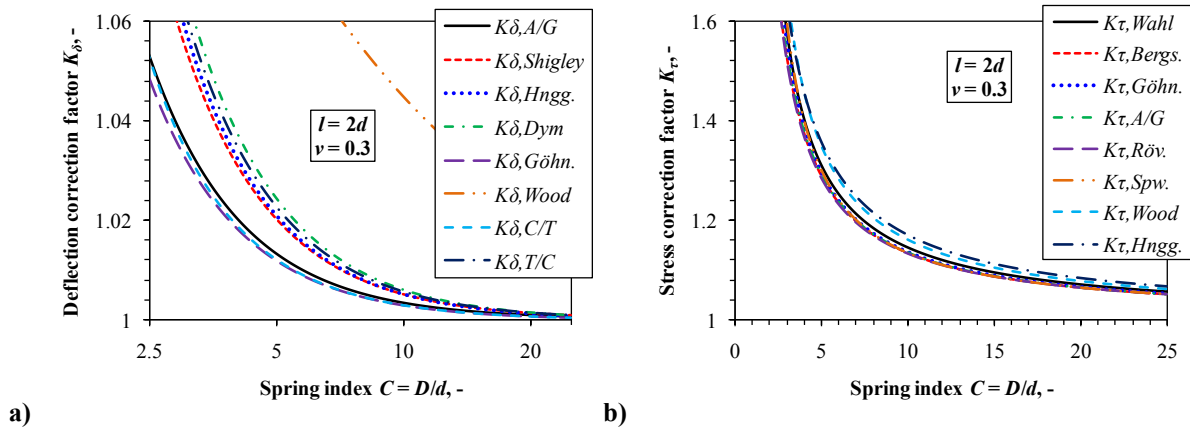 Deflection correction factor Kδ, -
1.06
1.04
1.02
1
2.5
5
10
20
Spring index C = D/d, -
l = 2d
ν = 0.3
Kδ,A/G
Kδ,Shigley
Kδ,Hngg.
Kδ,Dym
Kδ,Göhn.
Kδ,Wood
Kδ,C/T
Kδ,T/C
a)
Stress correction factor Kτ, -
1.6
1.4
1.2
1
0
5
10
15
20
25
Spring index C = D/d, -
l = 2d
ν = 0.3
Kτ,Wahl
Kτ,Bergs.
Kτ,Göhn.
Kτ,A/G
Kτ,Röv.
Kτ,Spw.
Kτ,Wood
Kτ,Hngg.
b)